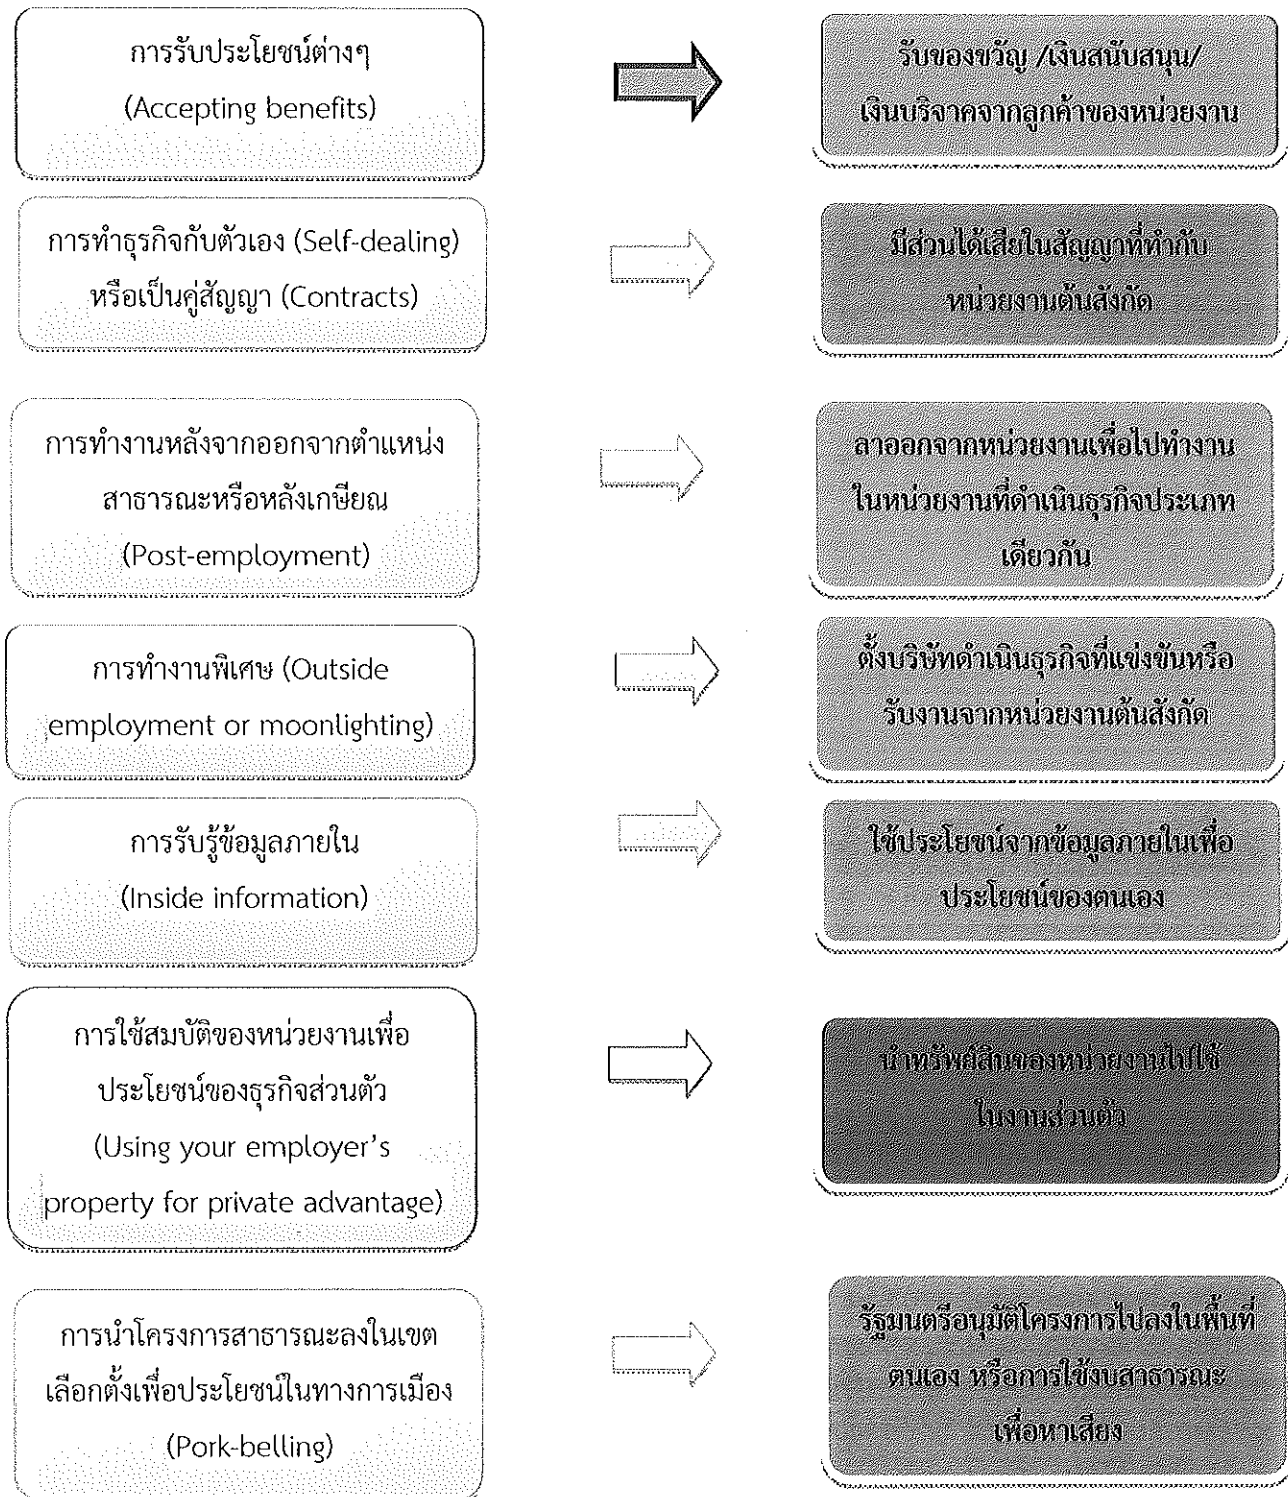 การรับประโยชน์ต่างๆ
(Accepting benefits)
รับของขวัญ /เงินสนับสนุน/
เงินบริจาคจากลูกค้าของหน่วยงาน
การทำธุรกิจกับตัวเอง (Self-dealing)
หรือเป็นคู่สัญญา (Contracts)
มีส่วนได้เสียในสัญญาที่ทำกับ
หน่วยงานต้นสังกัด
การทำงานหลังจากออกจากตำแหน่ง
สาธารณะหรือหลังเกษียณ
(Post-employment)
ลาออกจากหน่วยงานเพื่อไปทำงาน
ในหน่วยงานที่ดำเนินธุรกิจประเภท
เดียวกัน
การทำงานพิเศษ (Outside
employment or moonlighting)
ตั้งบริษัทดำเนินธุรกิจที่แข่งขันหรือ
รับงานจากหน่วยงานต้นสังกัด
การรับรู้ข้อมูลภายใน
(Inside information)
ใช้ประโยชน์จากข้อมูลภายในเพื่อ
ประโยชน์ของตนเอง
การใช้สมบัติของหน่วยงานเพื่อ
ประโยชน์ของธุรกิจส่วนตัว
(Using your employer's
property for private advantage)
นำทรัพย์สินของหน่วยงานไปใช้
ในงานส่วนตัว
การนำโครงการสาธารณะลงในเขต
เลือกตั้งเพื่อประโยชน์ในทางการเมือง
(Pork-belling)
รัฐมนตรีอนุมัติโครงการไปลงในพื้นที่
ตนเอง หรือการใช้งบสาธารณะ
เพื่อหาเสียง